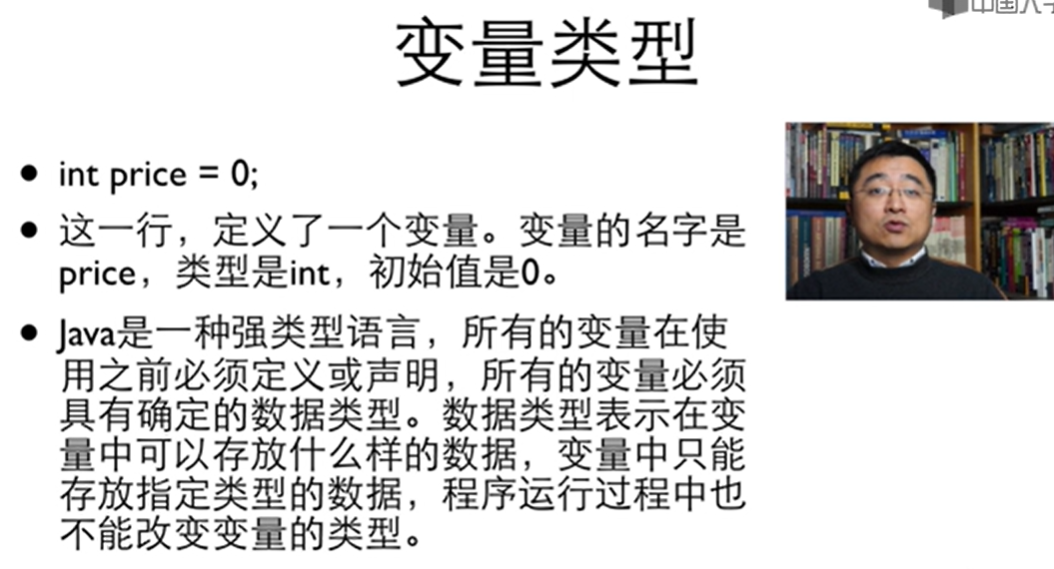 中国大学
变量类型
int price = 0;
这一行，定义了一个变量。变量的名字是
price，类型是int，初始值是0。
Java是一种强类型语言，所有的变量在使
用之前必须定义或声明，所有的变量必须
具有确定的数据类型。数据类型表示在变
量中可以存放什么样的数据，变量中只能
存放指定类型的数据，程序运行过程中也
不能改变变量的类型。